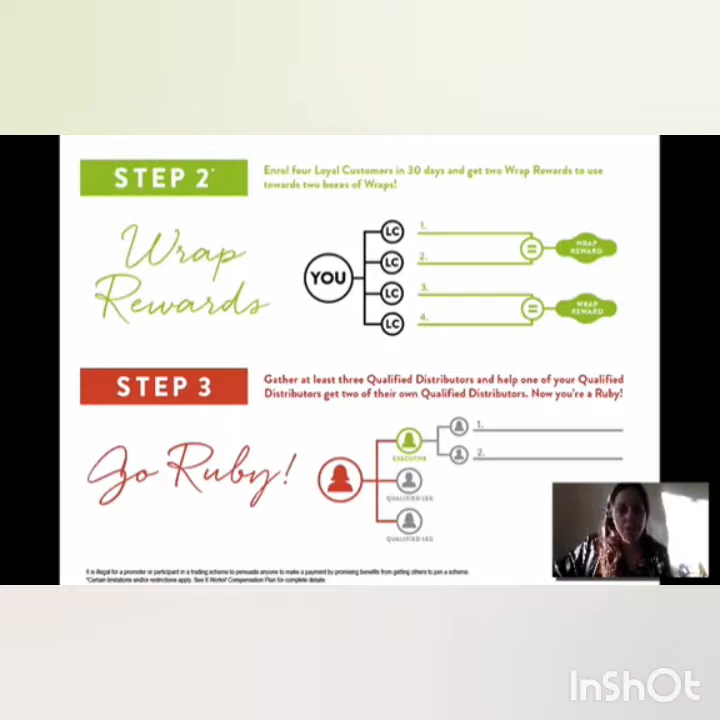 STEP 2*
Enrol four Loyal Customers in 30 days and get two Wrap Rewards to use
towards two boxes of Wraps!
Wrap
Rewards
YOU
LC
1.
LC
2.
LC
3.
LC
4.
=
WRAP
REWARD
=
WRAP
REWARD
STEP 3
Gather at least three Qualified Distributors and help one of your Qualified
Distributors get two of their own Qualified Distributors. Now you're a Ruby!
Go Ruby!
EXECUTIVE
1.
2.
QUALIFIED LEG
QUALIFIED LEG
It is illegal for a promoter or participant in a trading scheme to persuade anyone to make a payment by promising benefits from getting others to join a scheme.
*Certain limitations and/or restrictions apply. See It Works! Compensation Plan for complete details.
InShOt